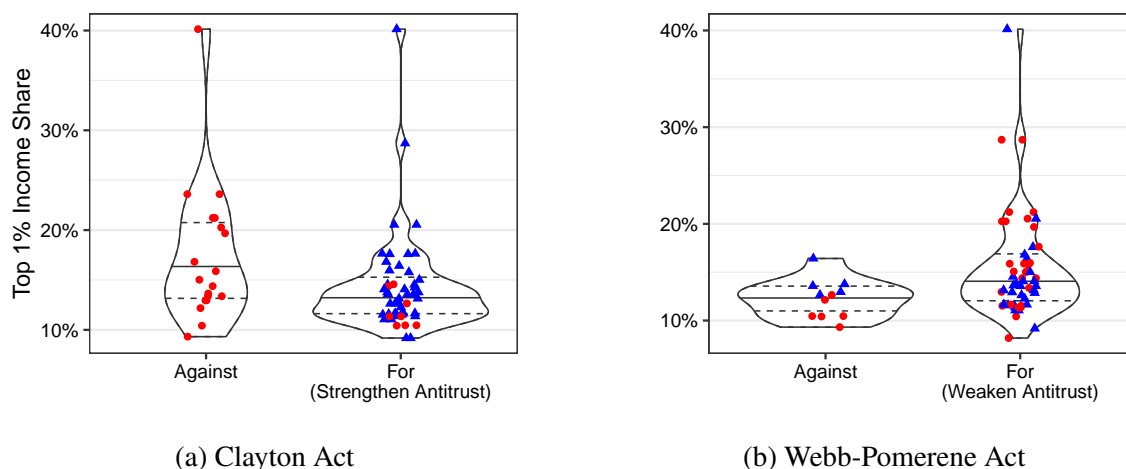 Top 1% Income Share
40%
30%
20%
10%
Against
For
(Strengthen Antitrust)
(a) Clayton Act
40%
30%
20%
10%
Against
For
(Weaken Antitrust)
(b) Webb-Pomerene Act